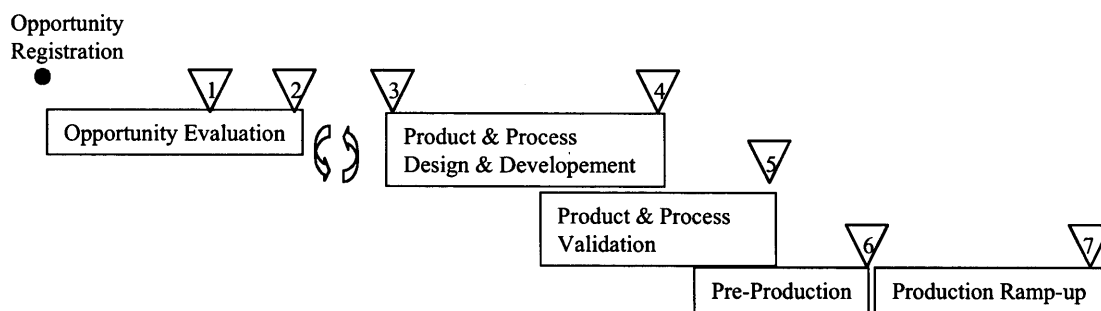 Opportunity
Registration
1
2
3
4
Opportunity Evaluation
Product & Process
Design & Developement
5
Product & Process
Validation
6
7
Pre-Production
Production Ramp-up